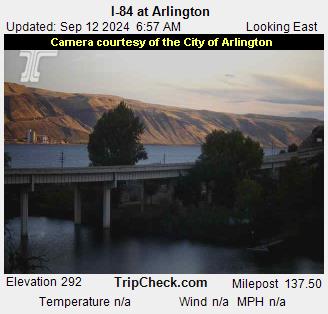 I-84 at Arlington
Updated: Sep 12 2024 6:57 AM Looking East
Camera courtesy of the City of Arlington
Elevation 292 TripCheck.com Milepost 137.50
Temperature n/a Wind n/a MPH n/a